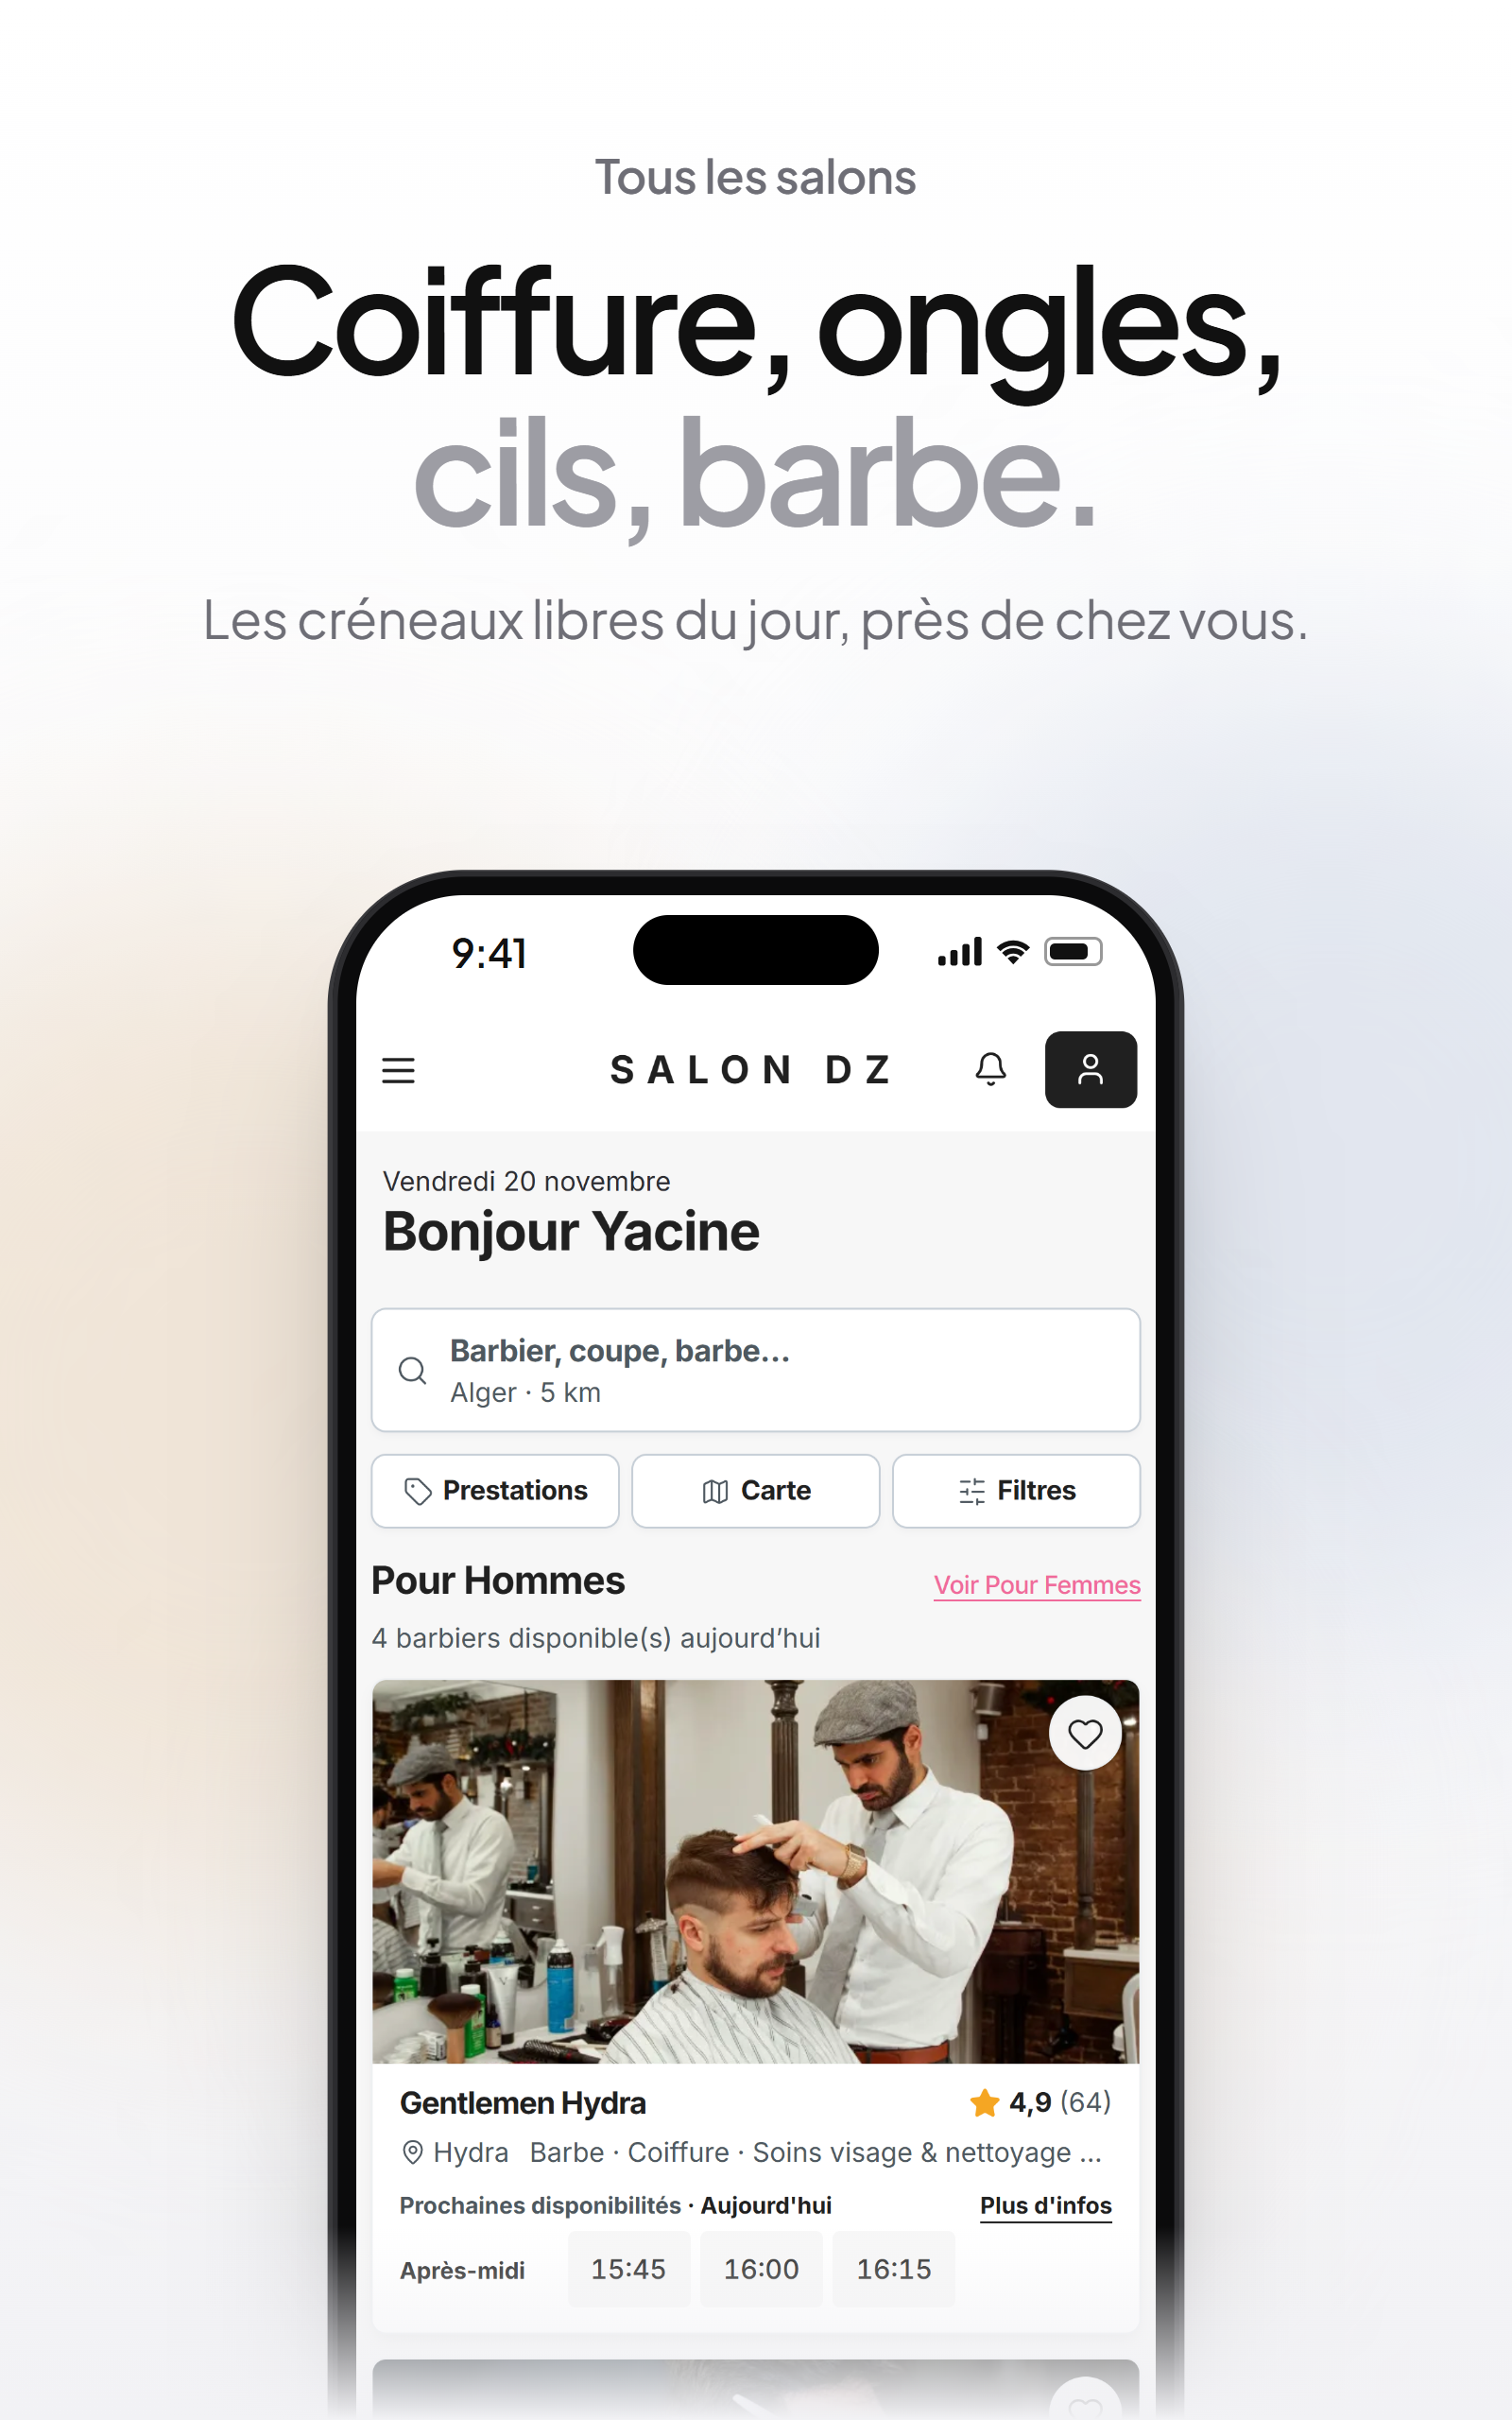 Tous les salons
Coiffure, ongles,
cils, barbe.
Les créneaux libres du jour, près de chez vous.
9:41
SALON DZ
Vendredi 20 novembre
Bonjour Yacine
Barbier, coupe, barbe...
Alger · 5 km
Prestations Carte Filtres
Pour Hommes Voir Pour Femmes
4 barbiers disponible(s) aujourd’hui
Gentlemen Hydra 4,9 (64)
Hydra Barbe · Coiffure · Soins visage & nettoyage ...
Prochaines disponibilités · Aujourd'hui Plus d'infos
Après-midi 15:45 16:00 16:15